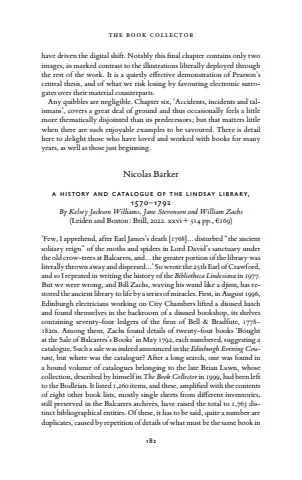 THE BOOK COLLECTOR
have driven the digital shift. Notably this final chapter contains only two
images, in marked contrast to the illustrations liberally deployed through
the rest of the work. It is a quietly effective demonstration of Pearson's
central thesis, and of what we risk losing by favouring electronic surro-
gates over their material counterparts.
Any quibbles are negligible. Chapter six, 'Accidents, incidents and tal-
ismans', covers a great deal of ground and thus occasionally feels a little
more thematically disjointed than its predecessors; but that matters little
when there are such enjoyable examples to be savoured. There is detail
here to delight those who have loved and worked with books for many
years, as well as those just beginning.
Nicolas Barker
A HISTORY AND CATALOGUE OF THE LINDSAY LIBRARY,
1570–1792
By Kelsey Jackson Williams, Jane Stevenson and William Zachs
(Leiden and Boston: Brill, 2022. xxvi + 514 pp., €169)
'Few, I apprehend, after Earl James's death [1768]... disturbed "the ancient
solitary reign" of the moths and spiders in Lord David's sanctuary under
the old crow-trees at Balcarres, and... the greater portion of the library was
literally thrown away and dispersed...' So wrote the 25th Earl of Crawford,
and so I repeated in writing the history of the Bibliotheca Lindesiana in 1977.
But we were wrong, and Bill Zachs, waving his wand like a djinn, has re-
stored the ancient library to life by a series of miracles. First, in August 1996,
Edinburgh electricians working on City Chambers lifted a disused hatch
and found themselves in the backroom of a disused bookshop, its shelves
containing seventy-four ledgers of the firm of Bell & Bradfute, 1778–
1820. Among them, Zachs found details of twenty-four books 'Bought
at the Sale of Balcarres's Books' in May 1792, each numbered, suggesting a
catalogue. Such a sale was indeed announced in the Edinburgh Evening Cou-
rant, but where was the catalogue? After a long search, one was found in
a bound volume of catalogues belonging to the late Brian Lawn, whose
collection, described by himself in The Book Collector in 1999, had been left
to the Bodleian. It listed 1,260 items, and these, amplified with the contents
of eight other book lists, mostly single sheets from different inventories,
still preserved in the Balcarres archives, have raised the total to 1,763 dis-
tinct bibliographical entities. Of these, it has to be said, quite a number are
duplicates, caused by repetition of details of what must be the same book in
182